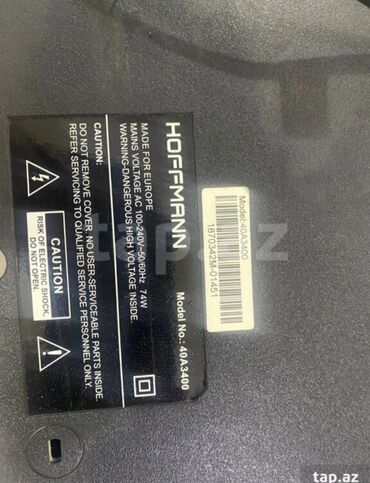 HOFFMANN
Model No.: 40A3400
MADE FOR EUROPE
MAINS VOLTAGE AC 100-240V~50/60Hz 74W
WARNING-DANGEROUS HIGH VOLTAGE INSIDE.
CAUTION:
DO NOT REMOVE COVER. NO USER-SERVICEABLE PARTS INSIDE.
REFER SERVICING TO QUALIFIED SERVICE PERSONNEL ONLY.
CAUTION
RISK OF ELECTRIC SHOCK.
DO NOT OPEN.
Model:40A3400
tap.az
tap.az